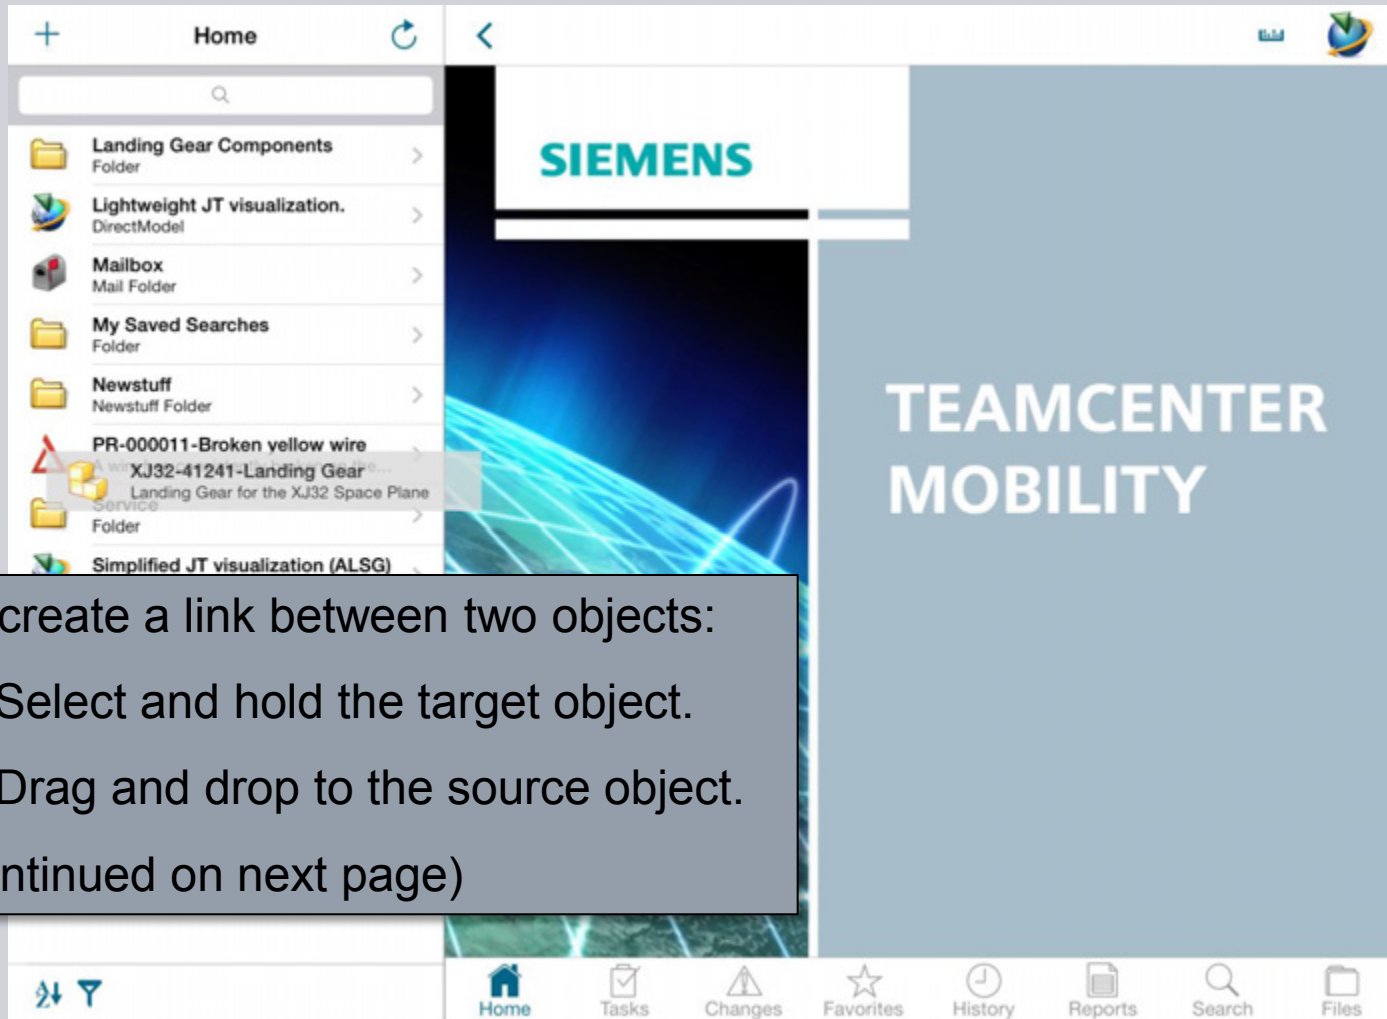 Home
Landing Gear Components
Folder
Lightweight JT visualization.
DirectModel
Mailbox
Mail Folder
My Saved Searches
Folder
Newstuff
Newstuff Folder
PR-000011-Broken yellow wire
XJ32-41241-Landing Gear
Landing Gear for the XJ32 Space Plane
Service
Folder
Simplified JT visualization (ALSG)
SIEMENS
TEAMCENTER
MOBILITY
create a link between two objects:
Select and hold the target object.
Drag and drop to the source object.
ntinued on next page)
Home
Tasks
Changes
Favorites
History
Reports
Search
Files